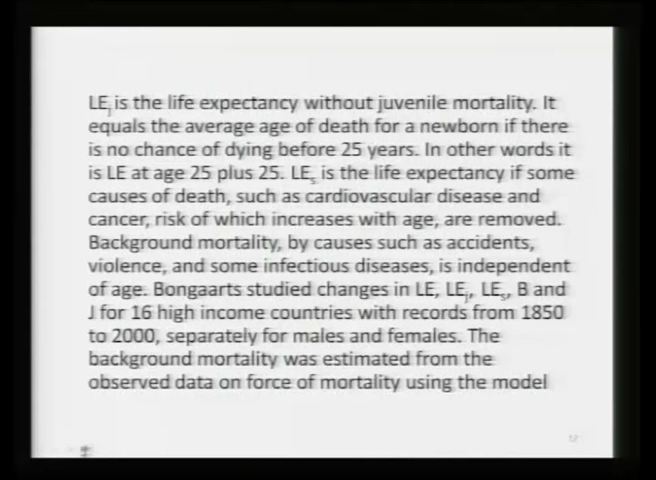 LEⱼ is the life expectancy without juvenile mortality. It
equals the average age of death for a newborn if there
is no chance of dying before 25 years. In other words it
is LE at age 25 plus 25. LEₛ is the life expectancy if some
causes of death, such as cardiovascular disease and
cancer, risk of which increases with age, are removed.
Background mortality, by causes such as accidents,
violence, and some infectious diseases, is independent
of age. Bongaarts studied changes in LE, LEⱼ, LEₛ, B and
J for 16 high income countries with records from 1850
to 2000, separately for males and females. The
background mortality was estimated from the
observed data on force of mortality using the model